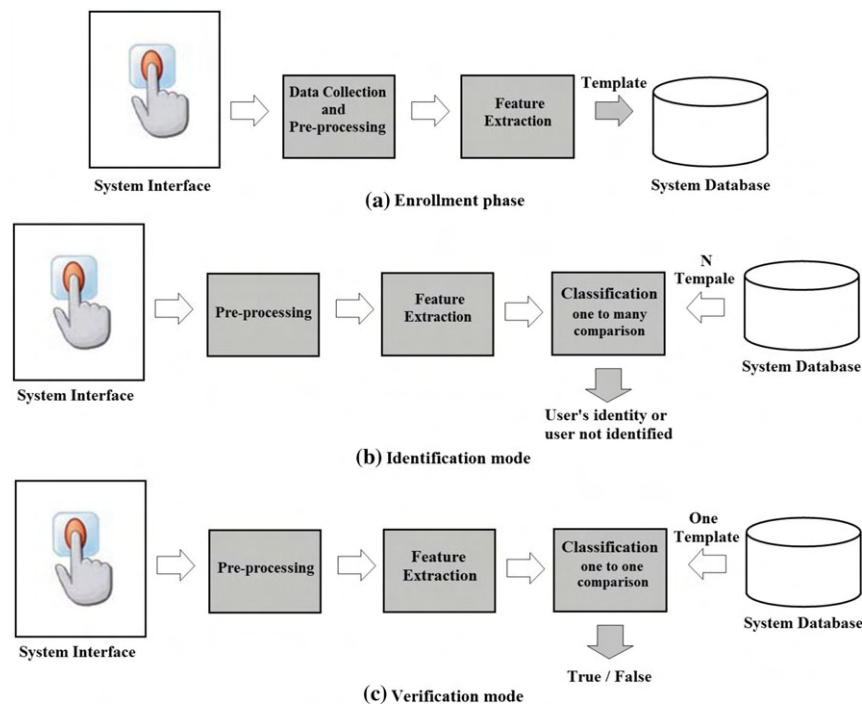 Data Collection
and
Pre-processing
Feature
Extraction
Template
System Interface
System Database
(a) Enrollment phase
Pre-processing
Feature
Extraction
Classification
one to many
comparison
N
Tempale
System Interface
System Database
User's identity or
user not identified
(b) Identification mode
Pre-processing
Feature
Extraction
Classification
one to one
comparison
One
Template
System Interface
System Database
True / False
(c) Verification mode